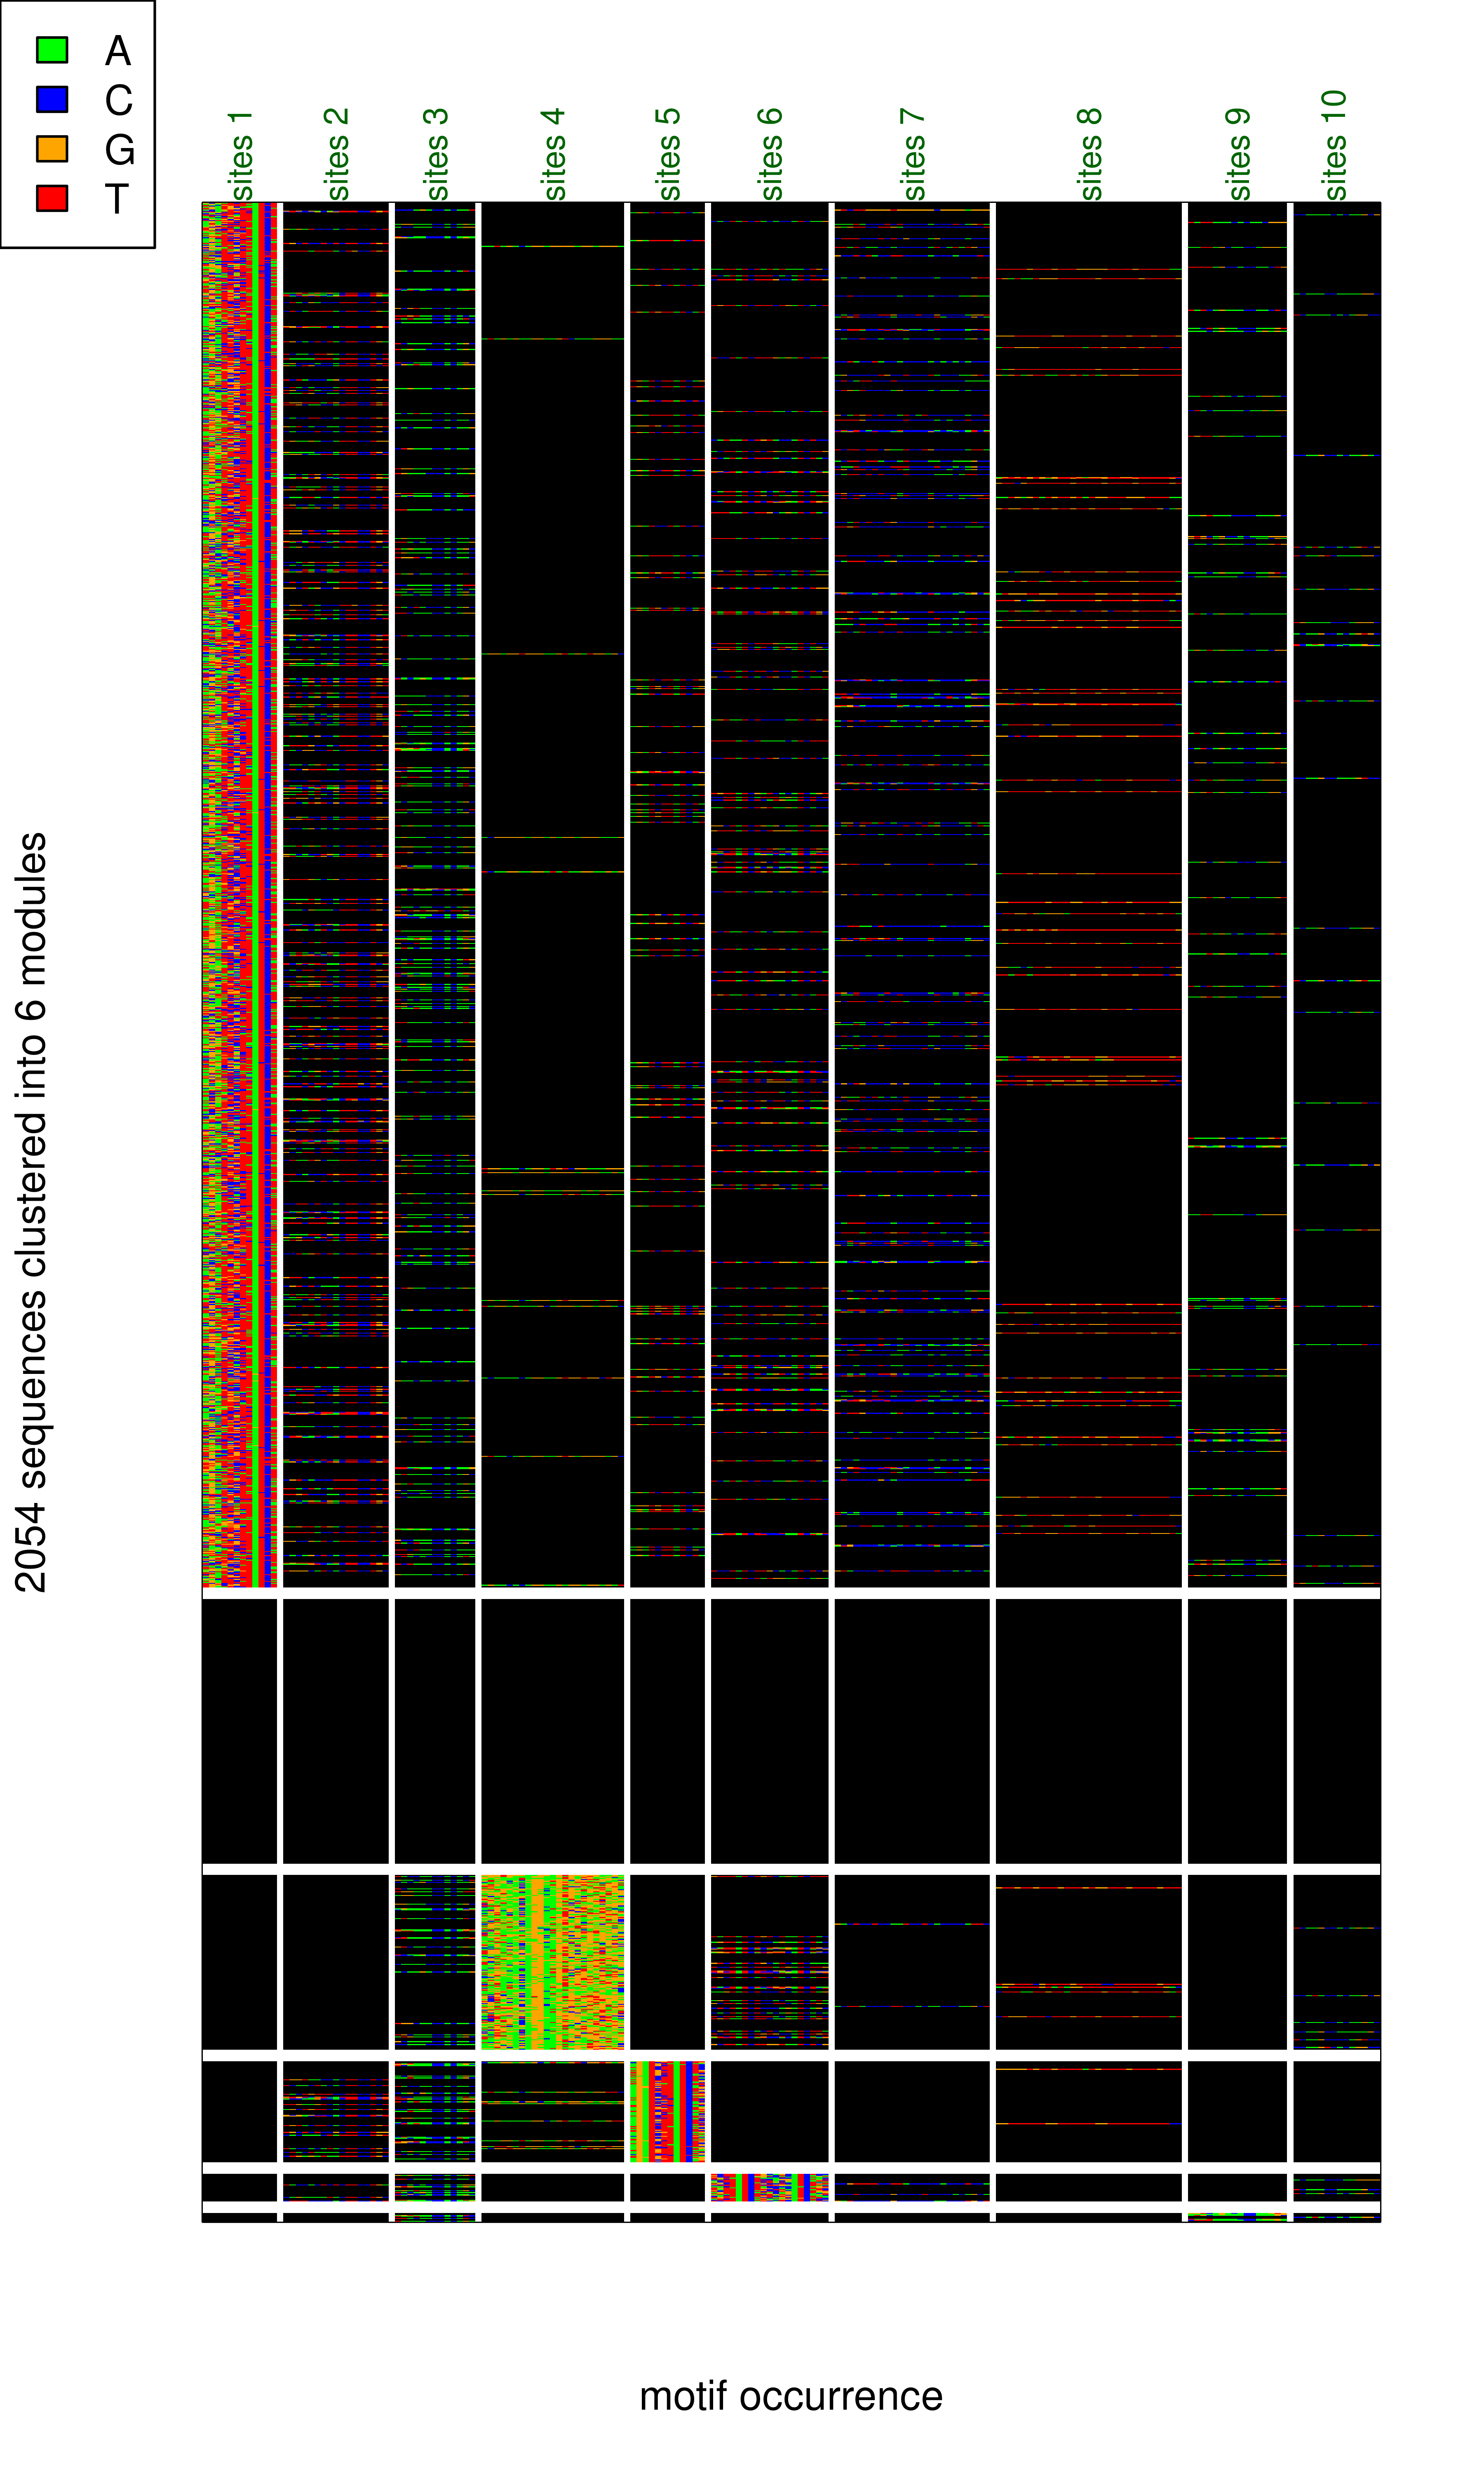 A
C
G
T
sites 1
sites 2
sites 3
sites 4
sites 5
sites 6
sites 7
sites 8
sites 9
sites 10
2054 sequences clustered into 6 modules
motif occurrence